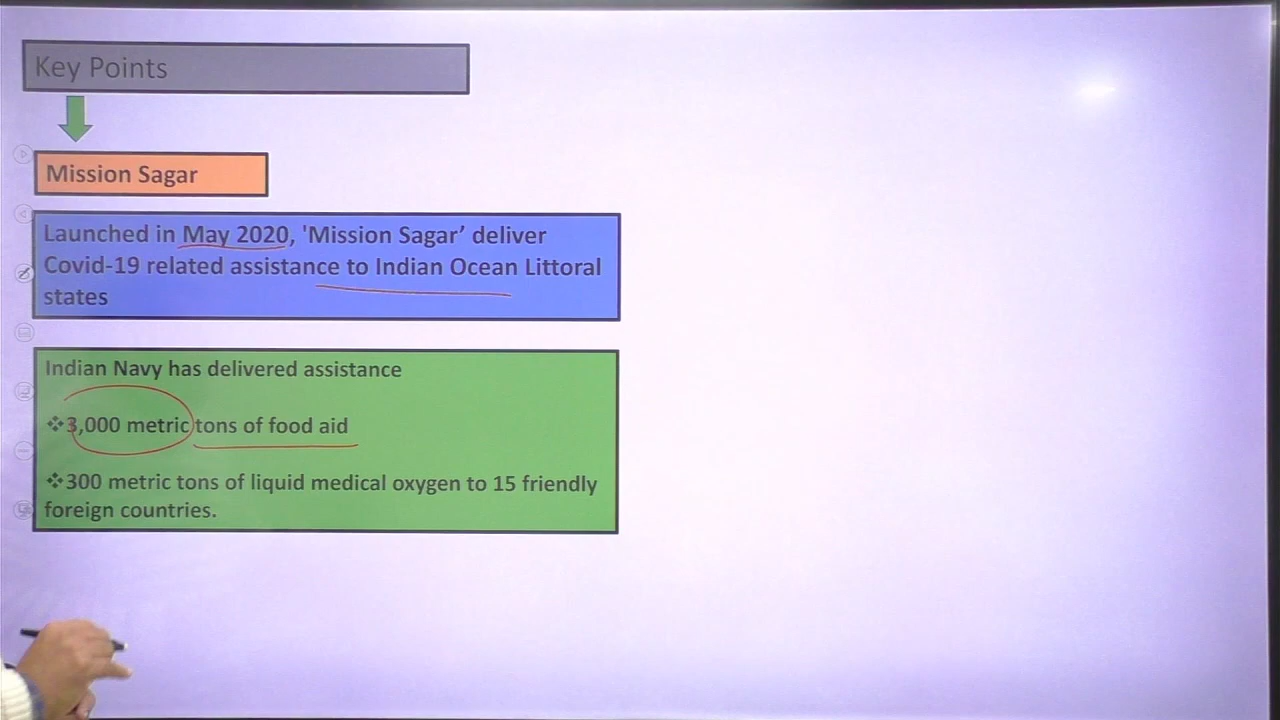 Key Points
Mission Sagar
Launched in May 2020, 'Mission Sagar’ deliver
Covid-19 related assistance to Indian Ocean Littoral
states
Indian Navy has delivered assistance
❖3,000 metric tons of food aid
❖300 metric tons of liquid medical oxygen to 15 friendly
foreign countries.